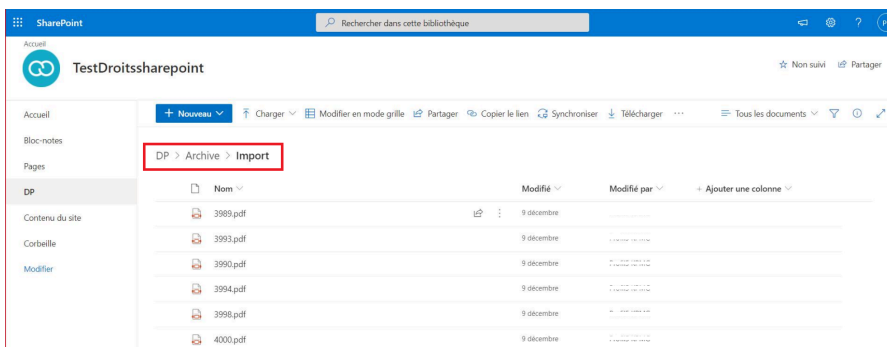 SharePoint
Rechercher dans cette bibliothèque
?
Accueil
TestDroitssharepoint
Non suivi Partager
Accueil
Bloc-notes
Pages
DP
Contenu du site
Corbeille
Modifier
+ Nouveau Charger Modifier en mode grille Partager Copier le lien Synchroniser Télécharger ··· Tous les documents
DP > Archive > Import
Nom Modifié Modifié par + Ajouter une colonne
3989.pdf 9 décembre
3993.pdf 9 décembre
3990.pdf 9 décembre
3994.pdf 9 décembre
3998.pdf 9 décembre
4000.pdf 9 décembre